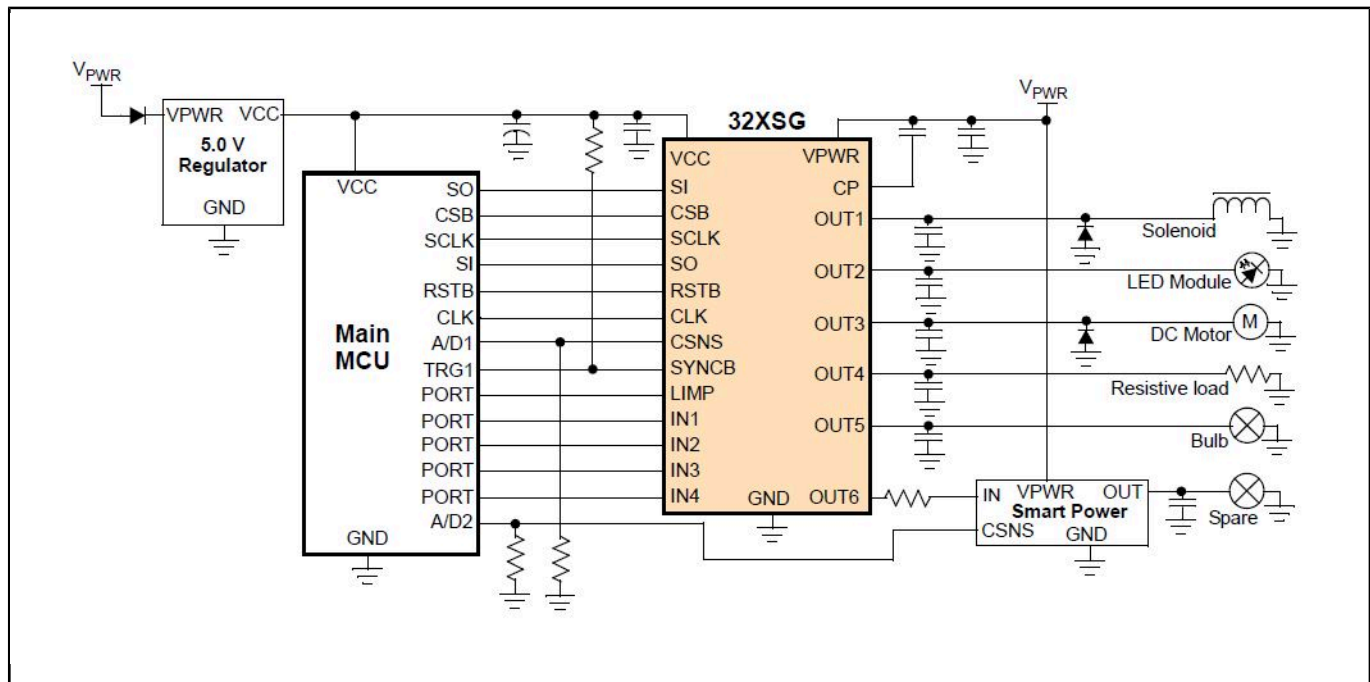 V_PWR
VPWR VCC
5.0 V
Regulator
GND
Main
MCU
VCC
SO
CSB
SCLK
SI
RSTB
CLK
A/D1
TRG1
PORT
PORT
PORT
PORT
PORT
A/D2
GND
32XSG
VCC
SI
CSB
SCLK
SO
RSTB
CLK
CSNS
SYNCB
LIMP
IN1
IN2
IN3
IN4
GND
VPWR
CP
OUT1
OUT2
OUT3
OUT4
OUT5
OUT6
V_PWR
Solenoid
LED Module
DC Motor
M
Resistive load
Bulb
IN VPWR OUT
Smart Power
CSNS GND
Spare